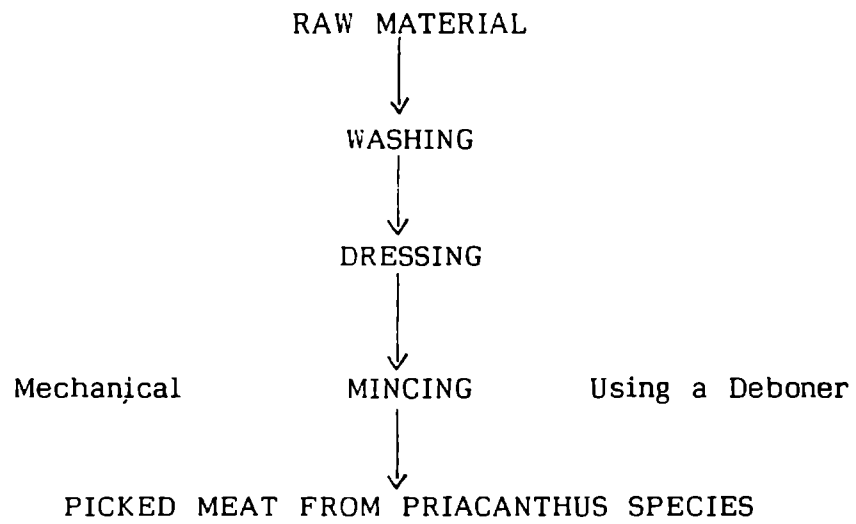 RAW MATERIAL
WASHING
DRESSING
Mechanical MINCING Using a Deboner
PICKED MEAT FROM PRIACANTHUS SPECIES